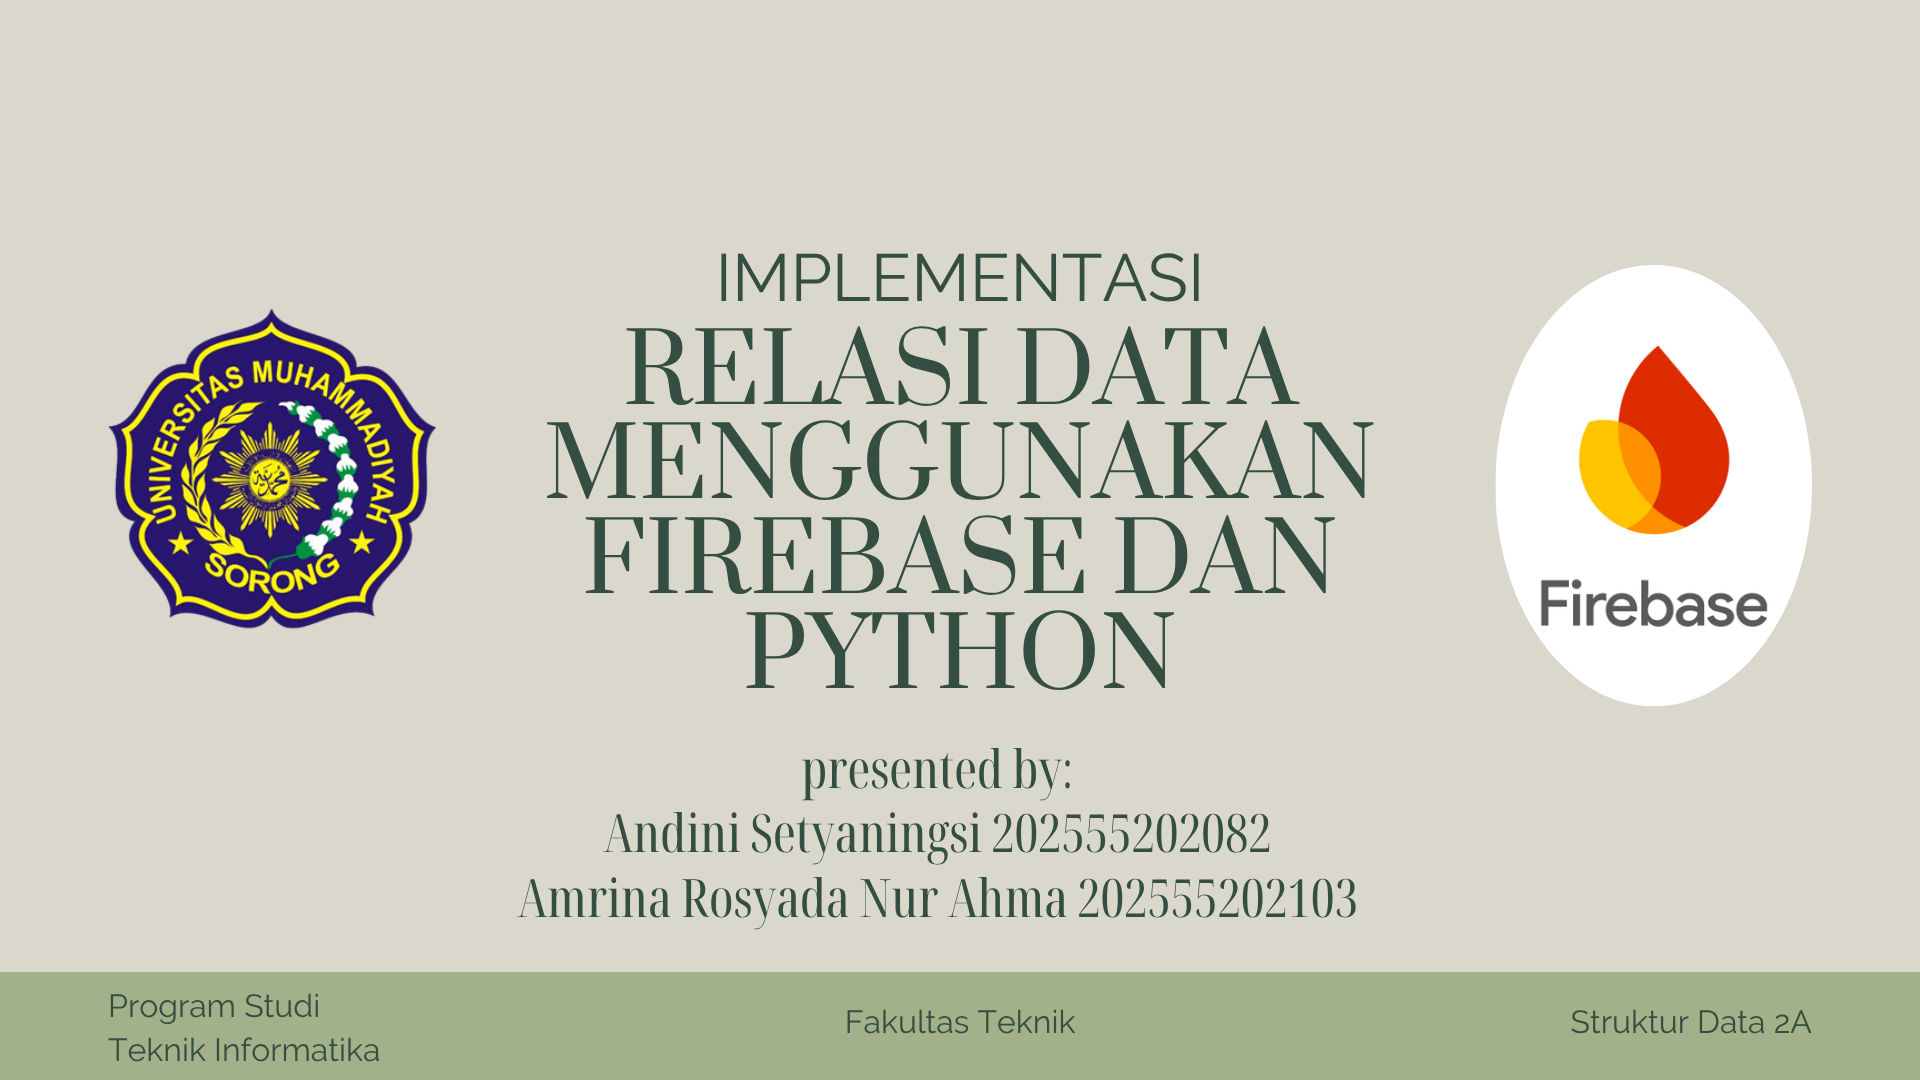 UNIVERSITAS MUHAMMADIYAH
SORONG
IMPLEMENTASI
RELASI DATA
MENGGUNAKAN
FIREBASE DAN
PYTHON
Firebase
presented by:
Andini Setyaningsi 202555202082
Amrina Rosyada Nur Ahma 202555202103
Program Studi
Teknik Informatika
Fakultas Teknik
Struktur Data 2A